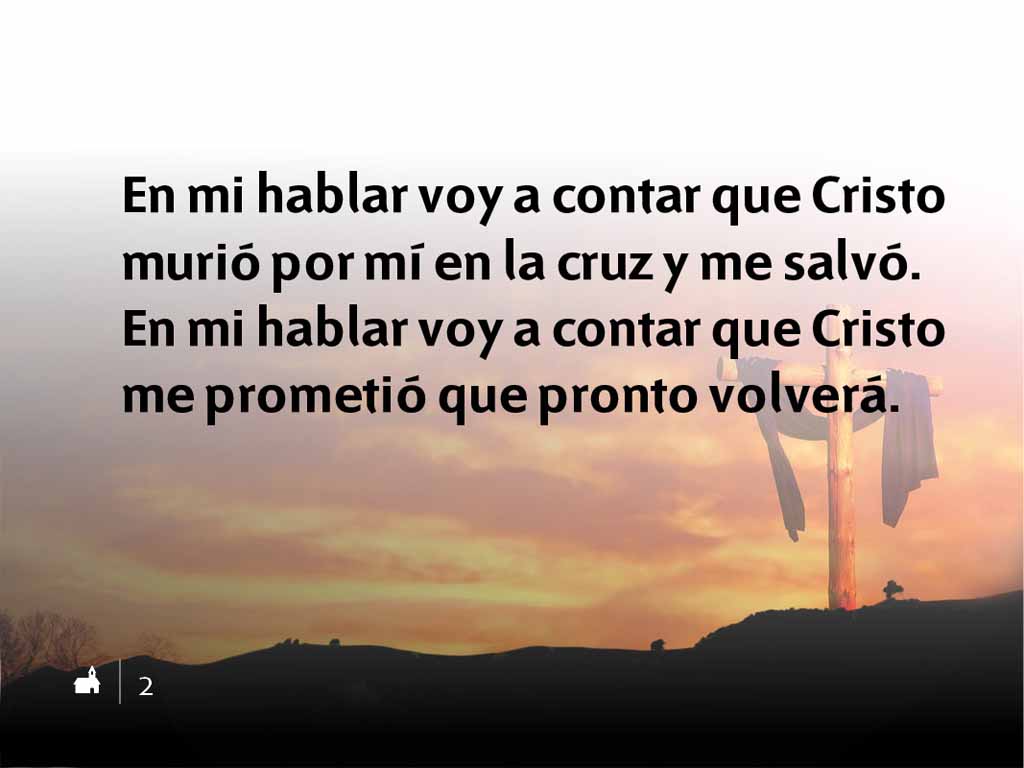 En mi hablar voy a contar que Cristo
murió por mí en la cruz y me salvó.
En mi hablar voy a contar que Cristo
me prometió que pronto volverá.
2